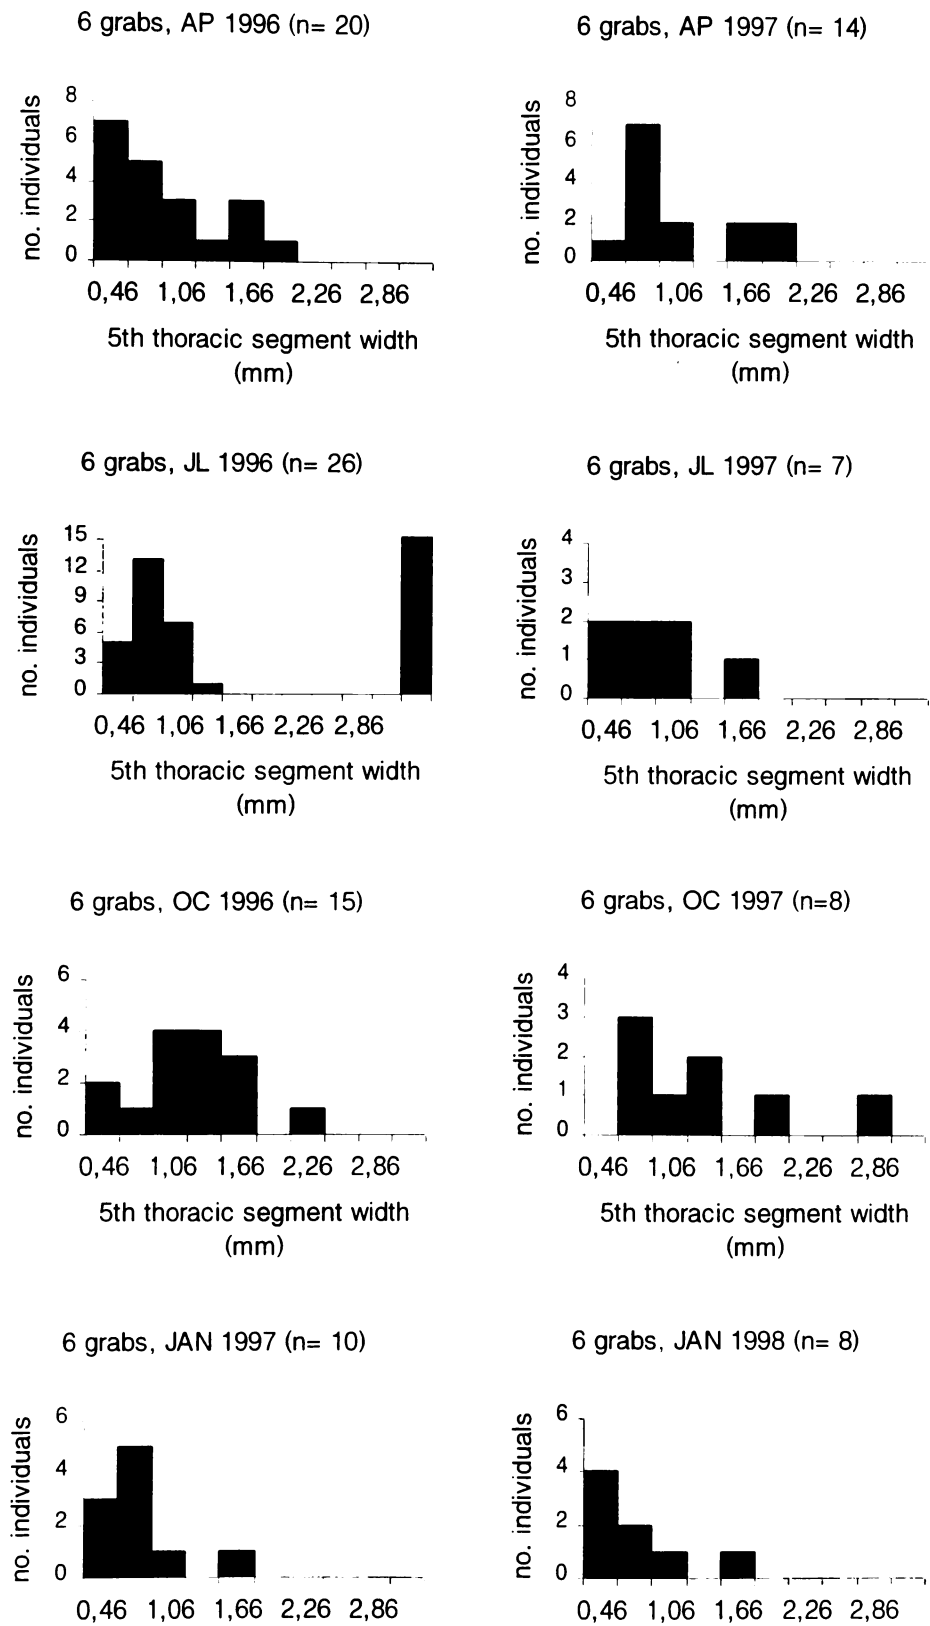 6 grabs, AP 1996 (n= 20)
no. individuals
8
6
4
2
0
0,46 1,06 1,66 2,26 2,86
5th thoracic segment width
(mm)
6 grabs, AP 1997 (n= 14)
no. individuals
8
6
4
2
0
0,46 1,06 1,66 2,26 2,86
5th thoracic segment width
(mm)
6 grabs, JL 1996 (n= 26)
no. individuals
15
12
9
6
3
0
0,46 1,06 1,66 2,26 2,86
5th thoracic segment width
(mm)
6 grabs, JL 1997 (n= 7)
no. individuals
4
3
2
1
0
0,46 1,06 1,66 2,26 2,86
5th thoracic segment width
(mm)
6 grabs, OC 1996 (n= 15)
no. individuals
6
4
2
0
0,46 1,06 1,66 2,26 2,86
5th thoracic segment width
(mm)
6 grabs, OC 1997 (n=8)
no. individuals
4
3
2
1
0
0,46 1,06 1,66 2,26 2,86
5th thoracic segment width
(mm)
6 grabs, JAN 1997 (n= 10)
no. individuals
6
4
2
0
0,46 1,06 1,66 2,26 2,86
6 grabs, JAN 1998 (n= 8)
no. individuals
6
4
2
0
0,46 1,06 1,66 2,26 2,86